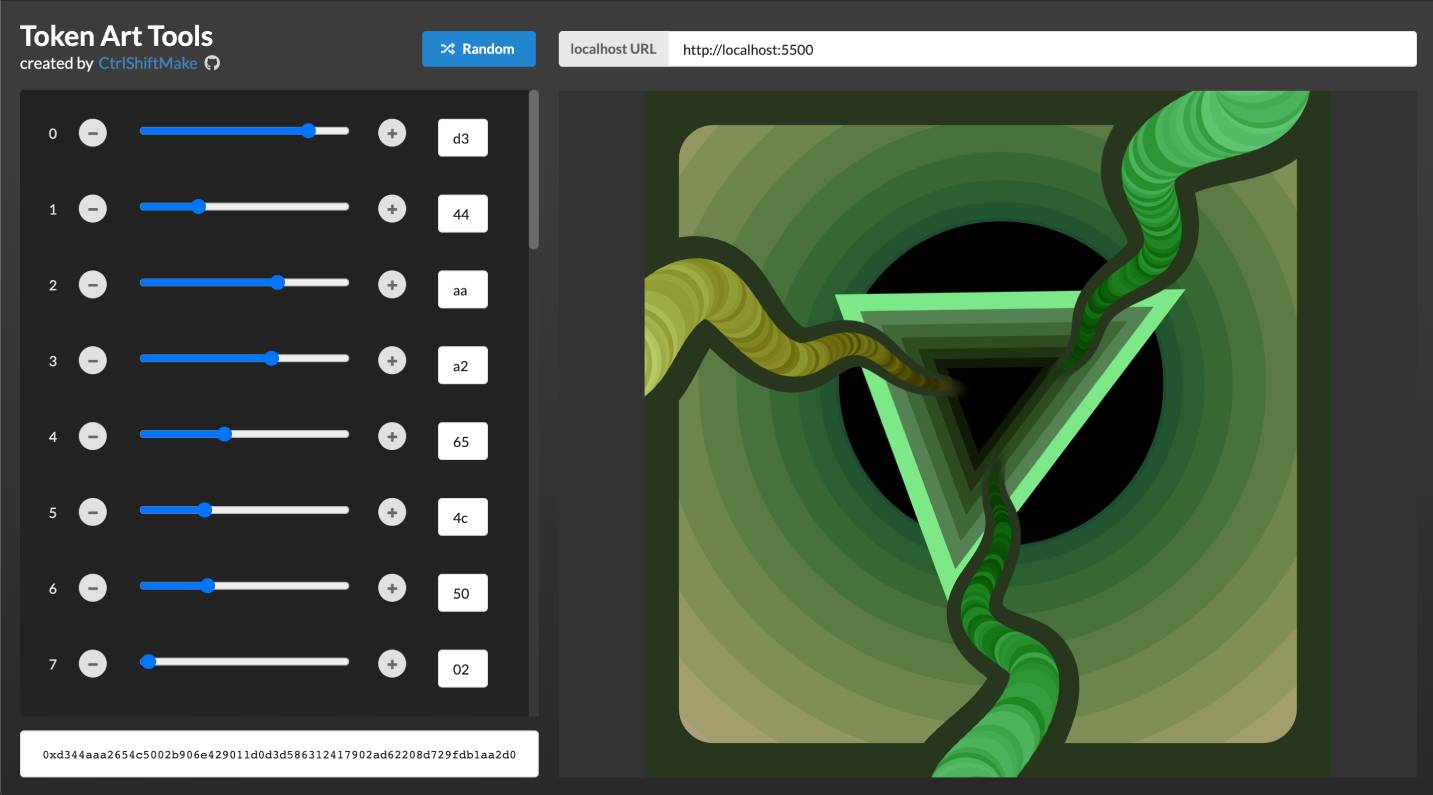 Token Art Tools
created by CtrlShiftMake
Random
localhost URL http://localhost:5500
0 d3
1 44
2 aa
3 a2
4 65
5 4c
6 50
7 02
0xd344aaa2654c5002b906e429011d0d3d586312417902ad62208d729fdb1aa2d0